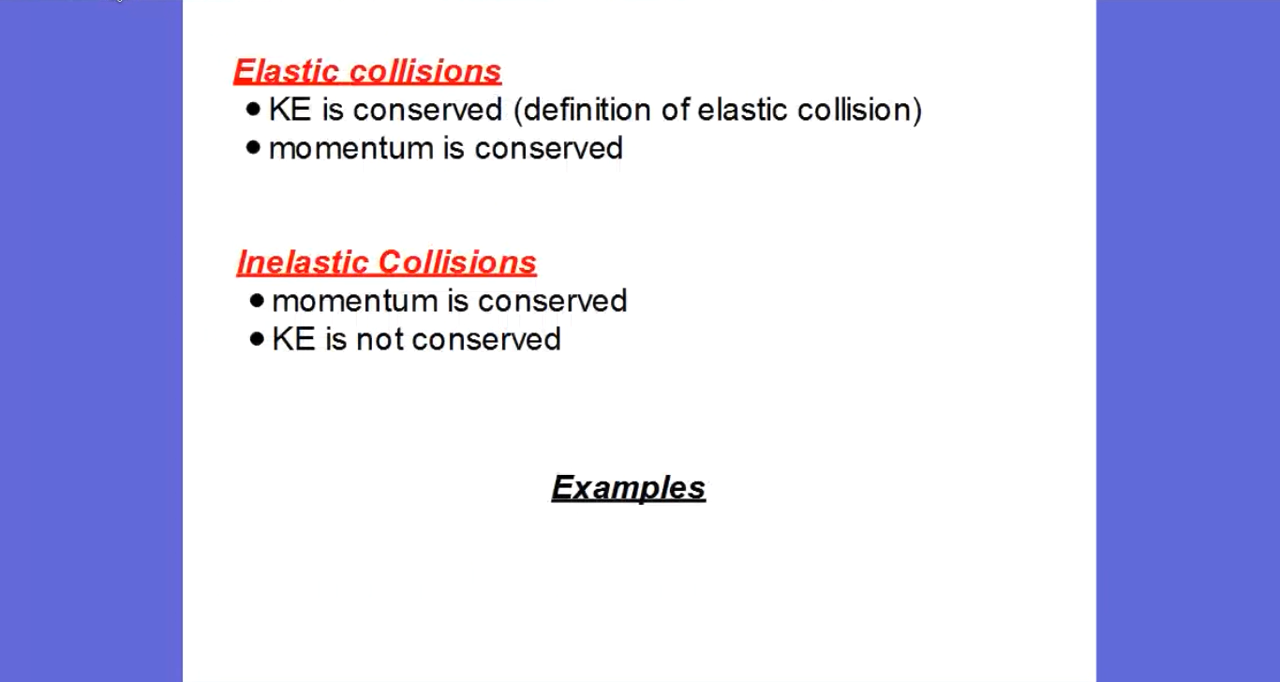 Elastic collisions
● KE is conserved (definition of elastic collision)
● momentum is conserved
Inelastic Collisions
● momentum is conserved
● KE is not conserved
Examples